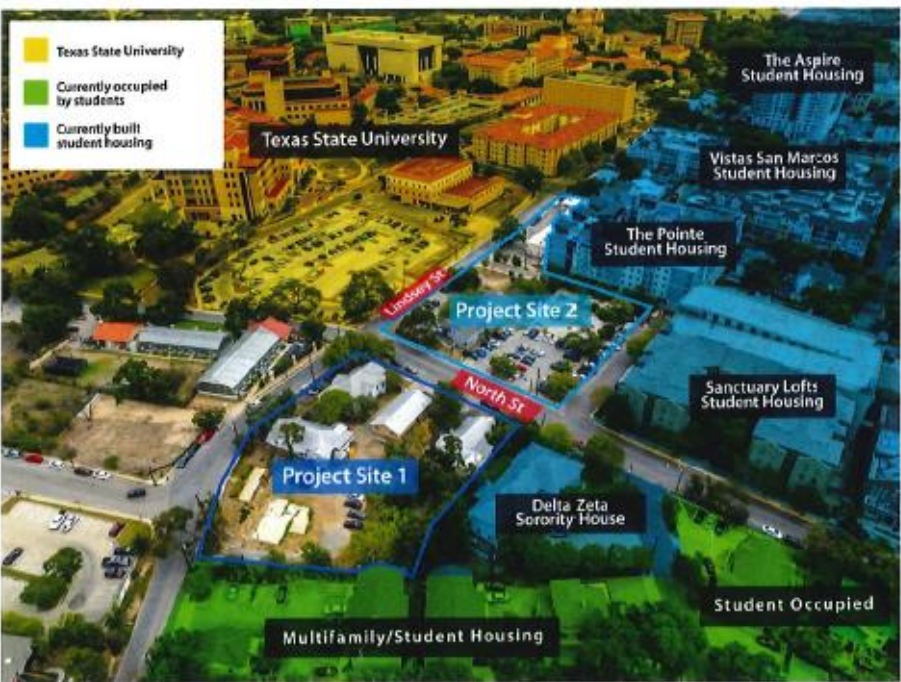 Texas State University
Currently occupied
by students
Currently built
student housing
The Aspire
Student Housing
Texas State University
Vistas San Marcos
Student Housing
The Pointe
Student Housing
Lindsey St
Project Site 2
North St
Sanctuary Lofts
Student Housing
Project Site 1
Delta Zeta
Sorority House
Student Occupied
Multifamily/Student Housing